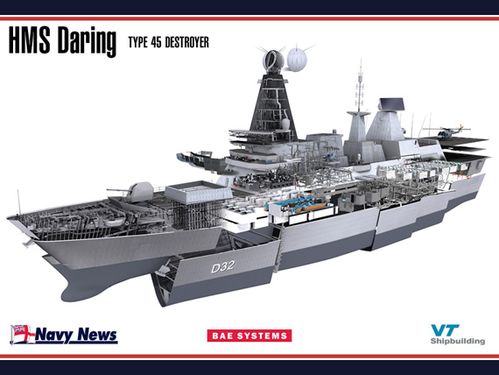 HMS Daring TYPE 45 DESTROYER
D32
Navy News
BAE SYSTEMS
VT
Shipbuilding